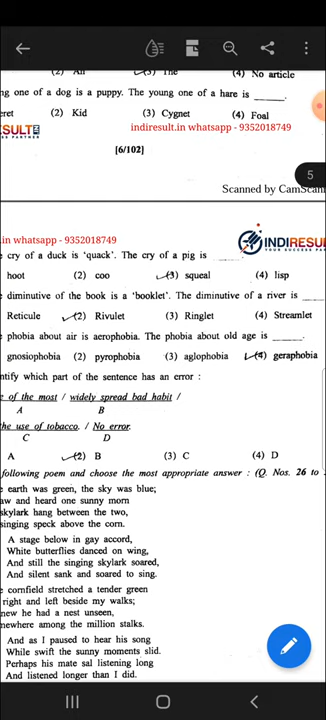 (2) An (3) The (4) No article
ng one of a dog is a puppy. The young one of a hare is ______.
eret (2) Kid (3) Cygnet (4) Foal
RESULT indiresult.in whatsapp - 9352018749
[6/102]
5
Scanned by CamScan
.in whatsapp - 9352018749
INDIRESU
e cry of a duck is 'quack'. The cry of a pig is ______.
hoot (2) coo (3) squeal (4) lisp
e diminutive of the book is a 'booklet'. The diminutive of a river is ___
Reticule (2) Rivulet (3) Ringlet (4) Streamlet
e phobia about air is aerophobia. The phobia about old age is ______.
gnosiophobia (2) pyrophobia (3) aglophobia (4) geraphobia
ntify which part of the sentence has an error :
e of the most / widely spread bad habit /
A B
the use of tobacco. / No error.
C D
A (2) B (3) C (4) D
following poem and choose the most appropriate answer : (Q. Nos. 26 to
e earth was green, the sky was blue;
aw and heard one sunny morn
skylark hang between the two,
singing speck above the corn.
A stage below in gay accord,
White butterflies danced on wing,
And still the singing skylark soared,
And silent sank and soared to sing.
e cornfield stretched a tender green
right and left beside my walks;
new he had a nest unseen,
newhere among the million stalks.
And as I paused to hear his song
While swift the sunny moments slid.
Perhaps his mate sal listening long
And listened longer than I did.